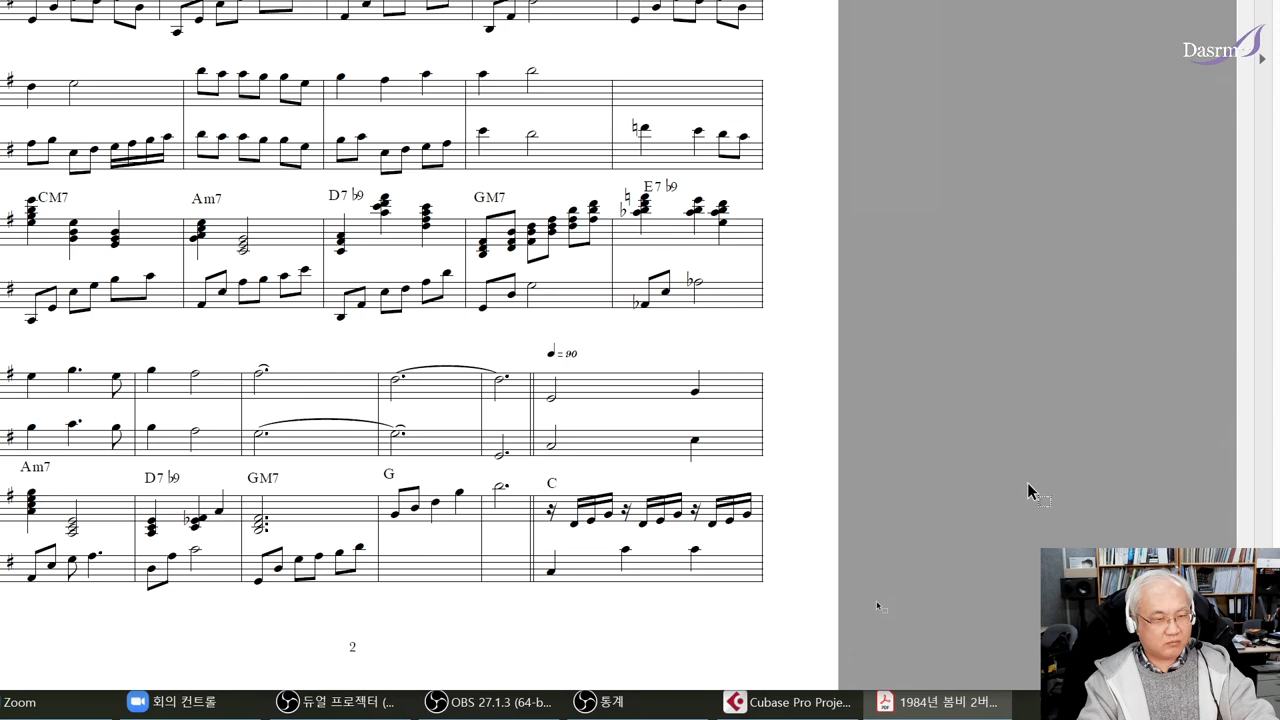 Dasrm
CM7 Am7 D7 ♭9 GM7 E7 ♭9
♩ = 90
Am7 D7 ♭9 GM7 G C
2
Zoom 회의 컨트롤 듀얼 프로젝터 (... OBS 27.1.3 (64-b... 통계 Cubase Pro Proje... 1984년 봄비 2버...
PDF